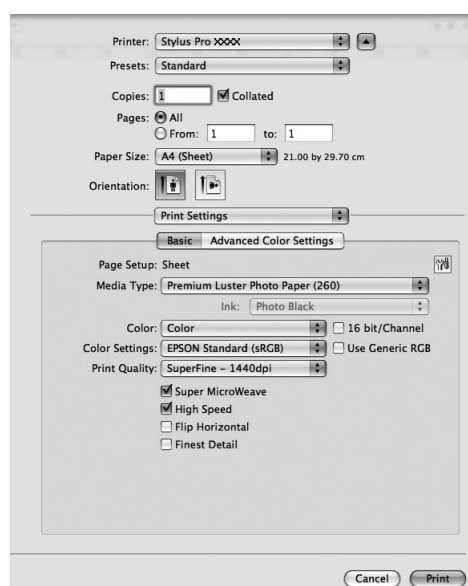 Printer: Stylus Pro XXXX
Presets: Standard
Copies: 1 Collated
Pages: All
From: 1 to: 1
Paper Size: A4 (Sheet) 21.00 by 29.70 cm
Orientation:
Print Settings
Basic Advanced Color Settings
Page Setup: Sheet
Media Type: Premium Luster Photo Paper (260)
Ink: Photo Black
Color: Color 16 bit/Channel
Color Settings: EPSON Standard (sRGB) Use Generic RGB
Print Quality: SuperFine – 1440dpi
Super MicroWeave
High Speed
Flip Horizontal
Finest Detail
Cancel Print